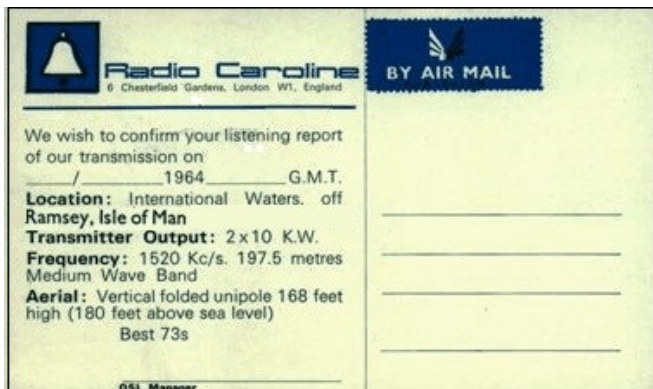 Radio Caroline
6 Chesterfield Gardens, London W1, England
BY AIR MAIL
We wish to confirm your listening report
of our transmission on
____/________1964________G.M.T.
Location: International Waters. off
Ramsey, Isle of Man
Transmitter Output: 2x10 K.W.
Frequency: 1520 Kc/s. 197.5 metres
Medium Wave Band
Aerial: Vertical folded unipole 168 feet
high (180 feet above sea level)
Best 73s
QSL Manager